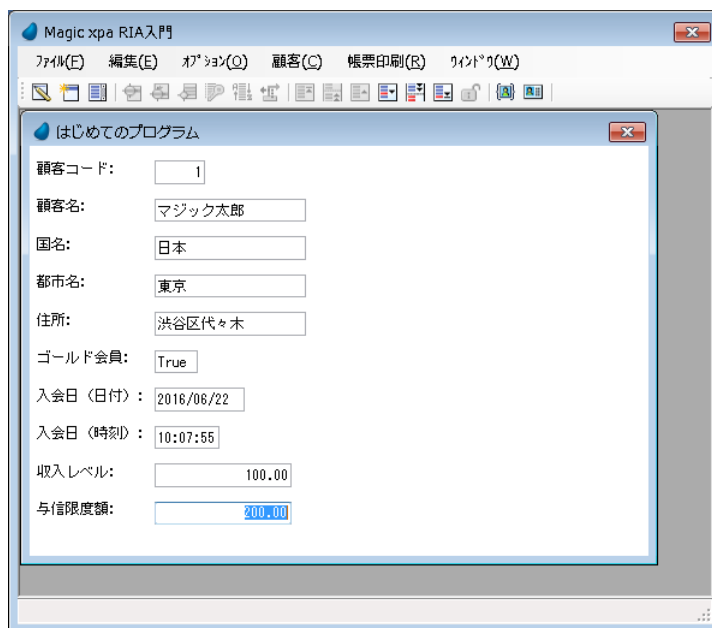 Magic xpa RIA入門
ファイル(F) 編集(E) オプション(O) 顧客(C) 帳票印刷(R) ウィンドウ(W)
はじめてのプログラム
顧客コード: 1
顧客名: マジック太郎
国名: 日本
都市名: 東京
住所: 渋谷区代々木
ゴールド会員: True
入会日（日付）: 2016/06/22
入会日（時刻）: 10:07:55
収入レベル: 100.00
与信限度額: 200.00